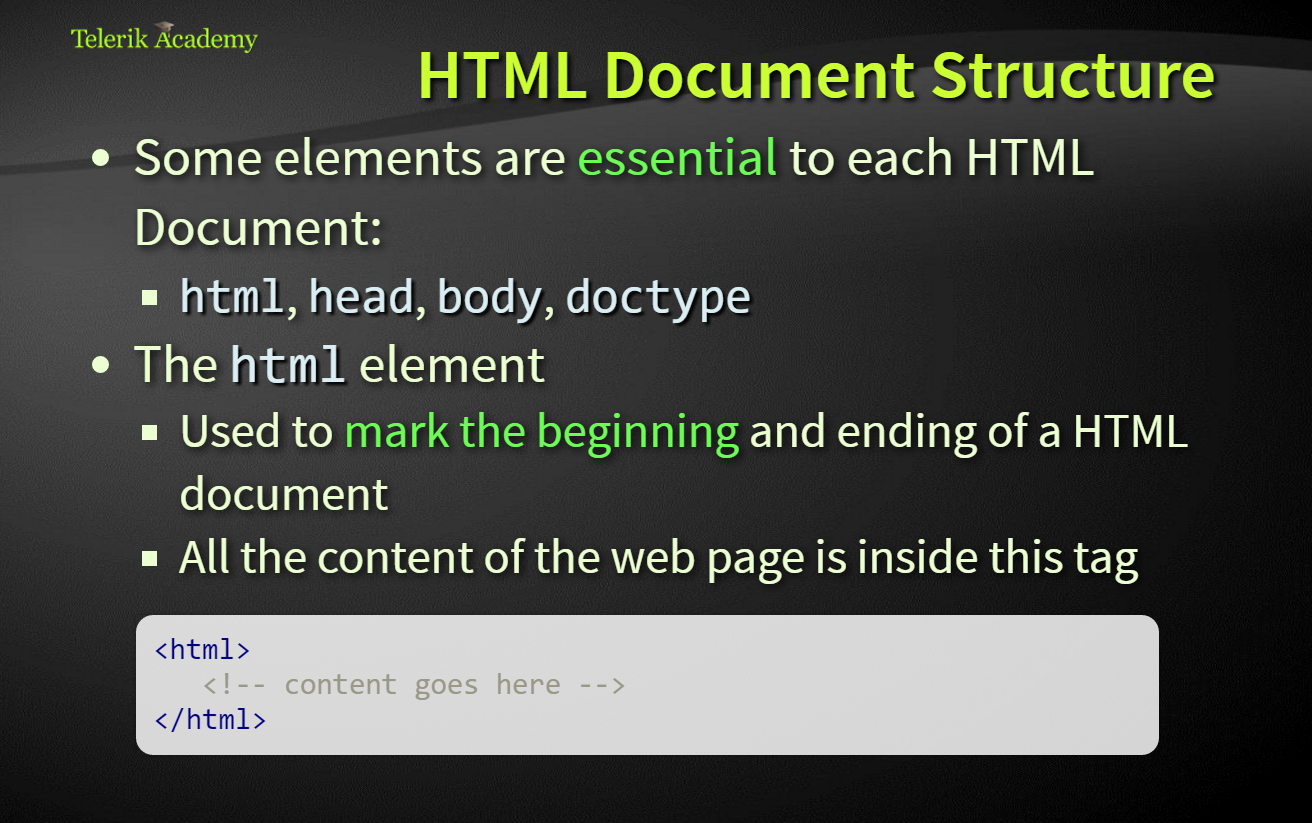 Telerik Academy
HTML Document Structure
• Some elements are essential to each HTML
Document:
▪ html, head, body, doctype
• The html element
▪ Used to mark the beginning and ending of a HTML
document
▪ All the content of the web page is inside this tag
<html>
   <!-- content goes here -->
</html>